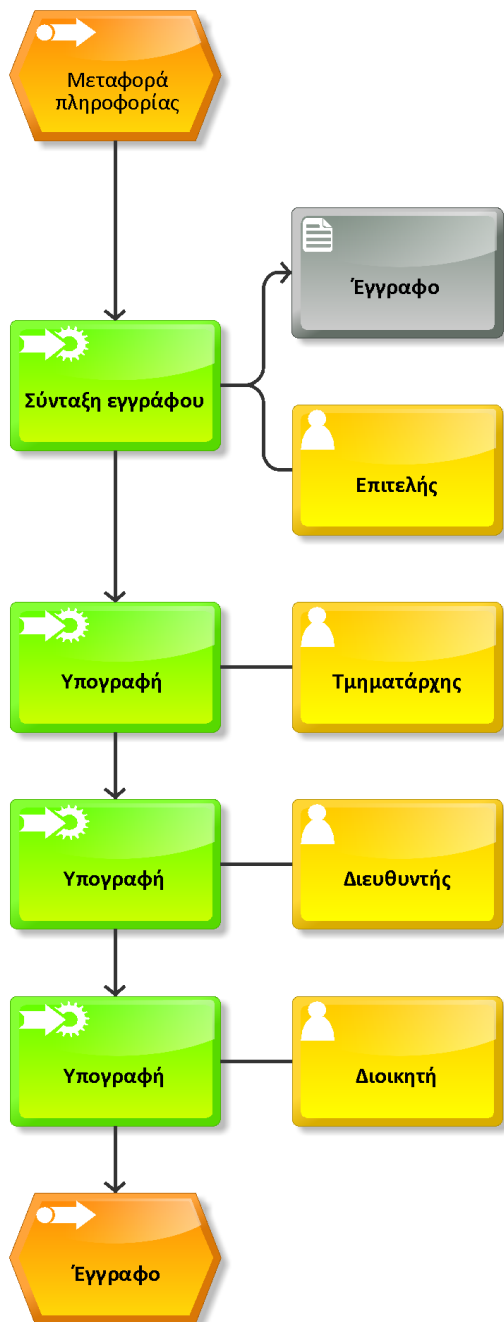 Μεταφορά
πληροφορίας
Έγγραφο
Σύνταξη εγγράφου
Επιτελής
Υπογραφή
Τμηματάρχης
Υπογραφή
Διευθυντής
Υπογραφή
Διοικητή
Έγγραφο